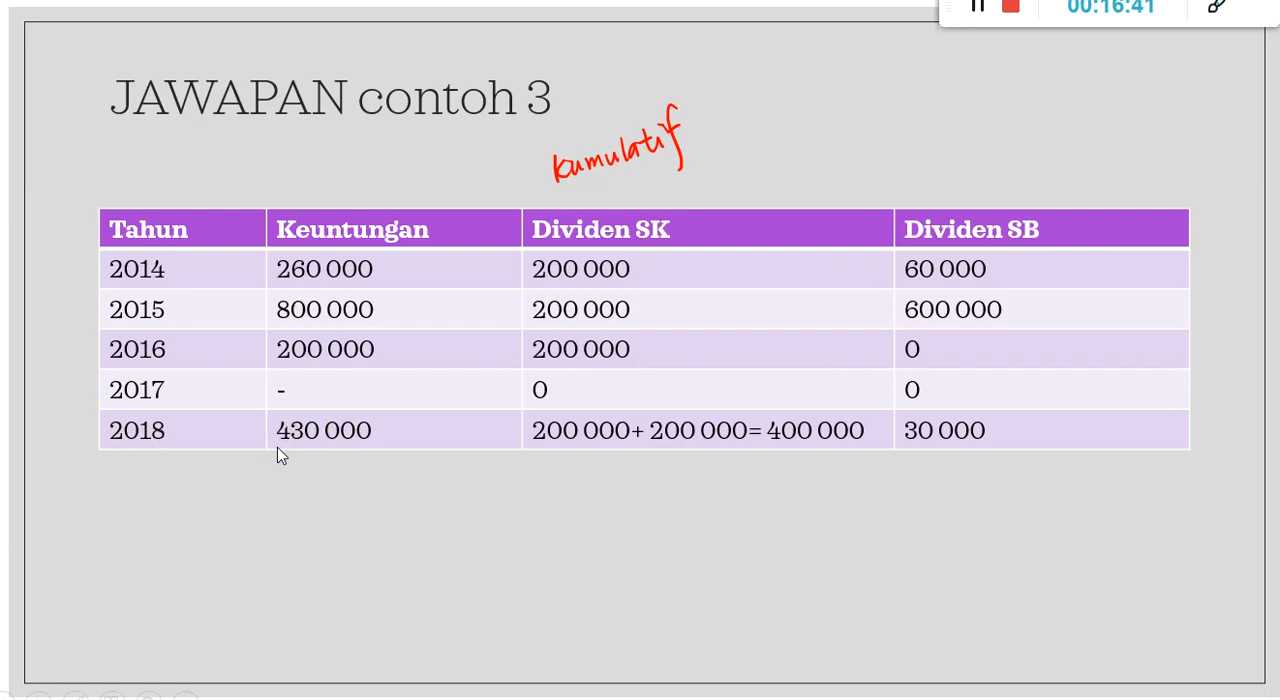 00:16:41
JAWAPAN contoh 3
kumulatif
Tahun Keuntungan Dividen SK Dividen SB
2014 260 000 200 000 60 000
2015 800 000 200 000 600 000
2016 200 000 200 000 0
2017 - 0 0
2018 430 000 200 000+ 200 000= 400 000 30 000